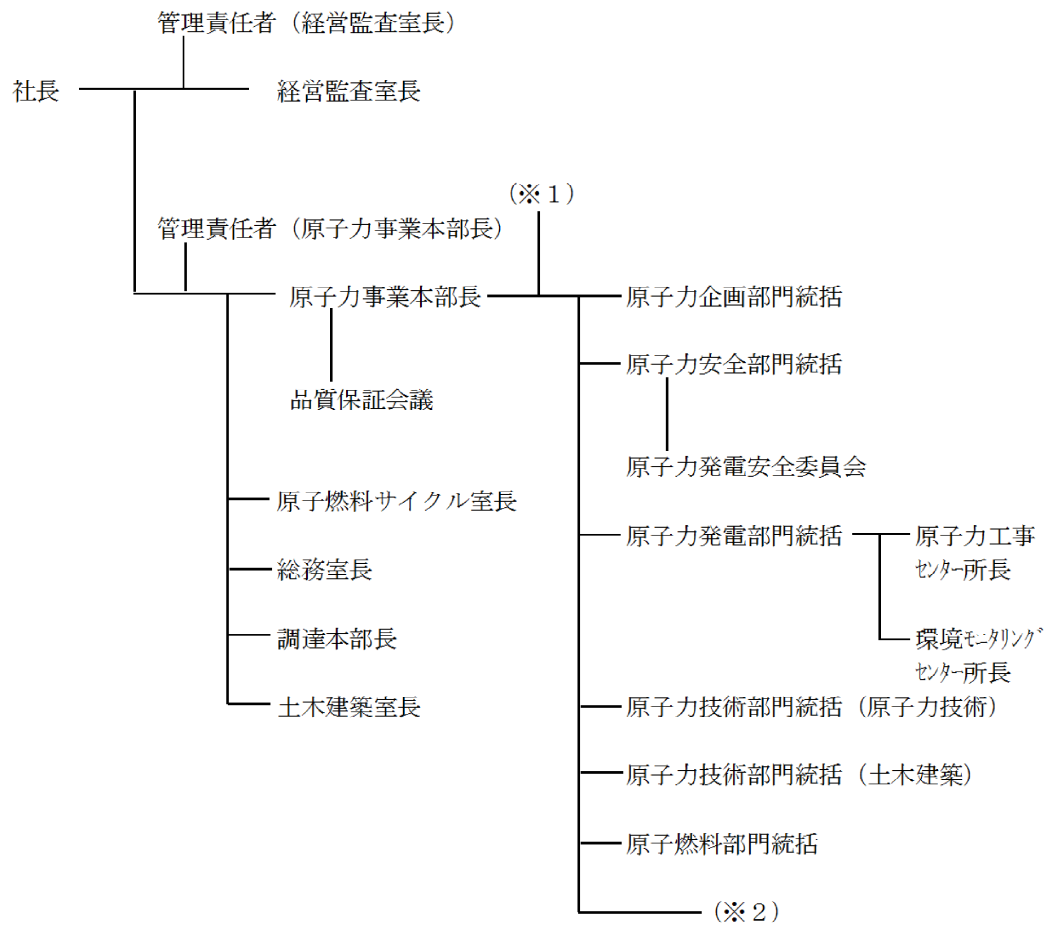 管理責任者（経営監査室長）
社長
経営監査室長
（※１）
管理責任者（原子力事業本部長）
原子力事業本部長
原子力企画部門統括
原子力安全部門統括
品質保証会議
原子力発電安全委員会
原子燃料サイクル室長
原子力発電部門統括
原子力工事
ｾﾝﾀｰ所長
総務室長
調達本部長
環境ﾓﾆﾀﾘﾝｸﾞ
ｾﾝﾀｰ所長
土木建築室長
原子力技術部門統括（原子力技術）
原子力技術部門統括（土木建築）
原子燃料部門統括
（※２）